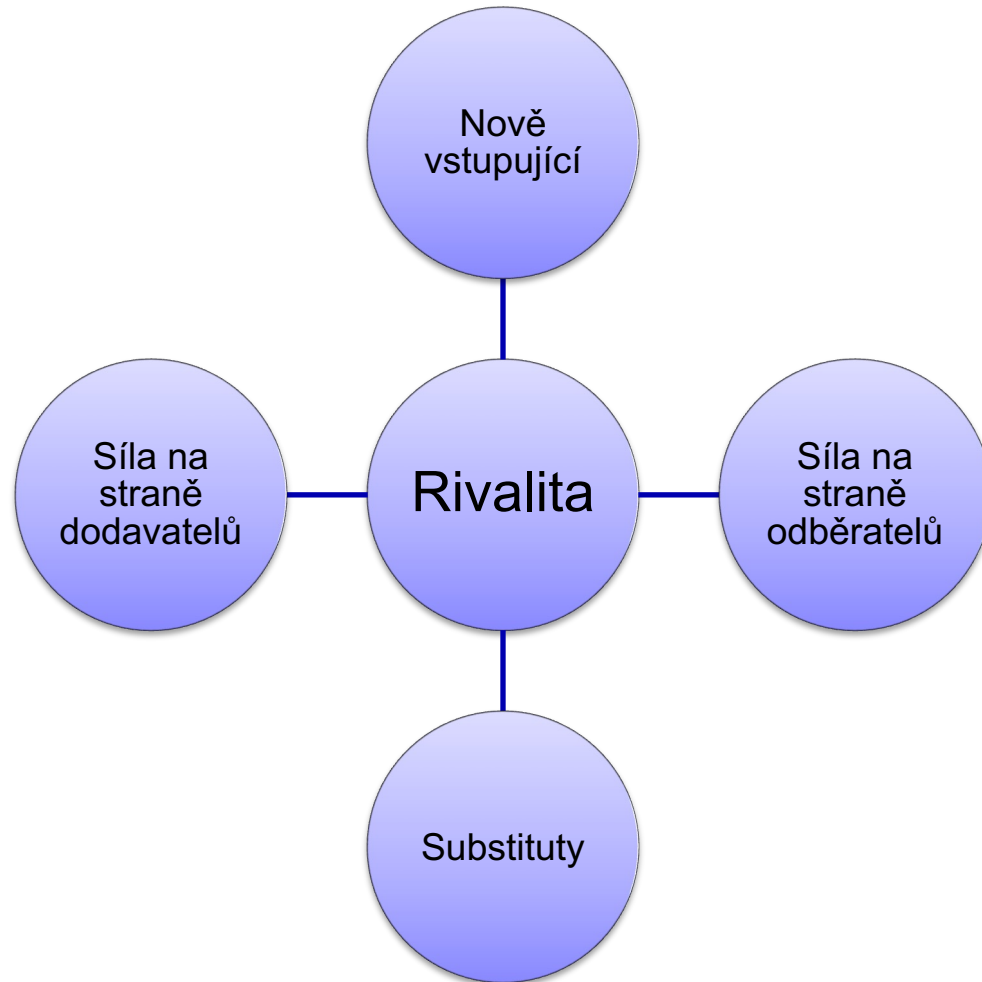 Nově
vstupující
Síla na
straně
dodavatelů
Rivalita
Síla na
straně
odběratelů
Substituty